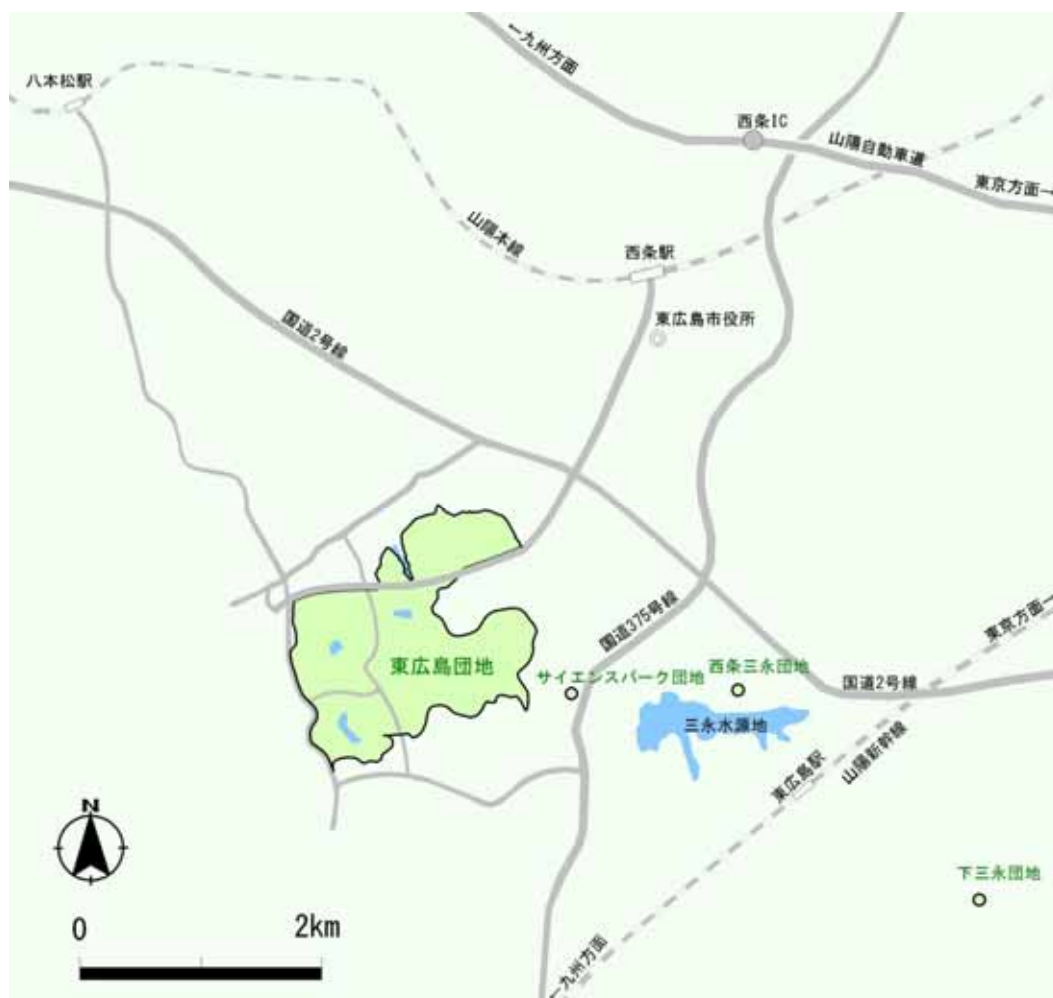 ←九州方面
八本松駅
西条IC
山陽自動車道
東京方面→
山陽本線
西条駅
東広島市役所
国道2号線
国道375号線
東京方面→
東広島団地
サイエンスパーク団地
西条三永団地
国道2号線
三永水源地
東広島駅
山陽新幹線
N
下三永団地
0 2km
←九州方面